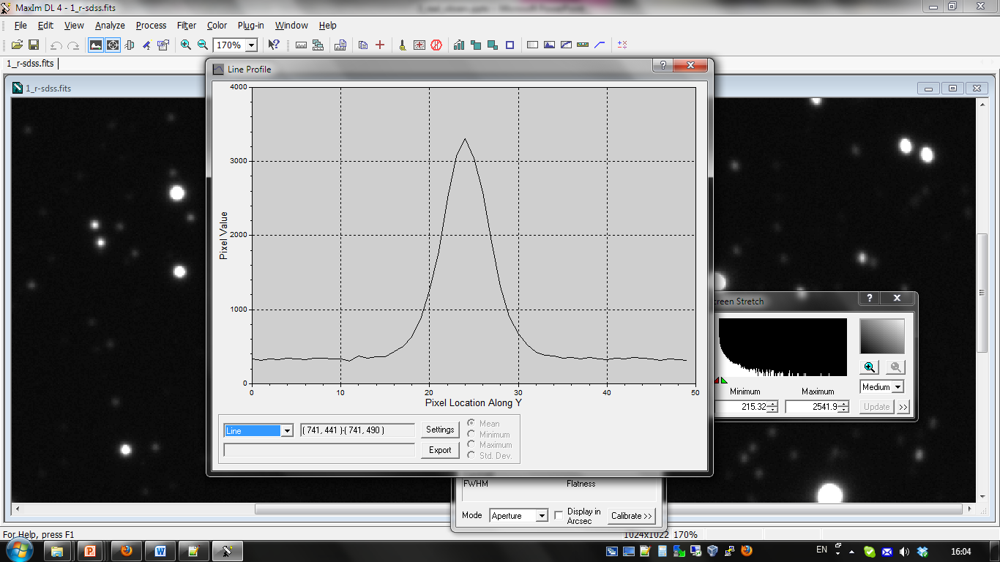 MaxIm DL 4 - 1_r-sdss.fits
File Edit View Analyze Process Filter Color Plug-in Window Help
170%
1_r-sdss.fits
1_r-sdss.fits
Line Profile
4000
3000
2000
1000
0
Pixel Value
0 10 20 30 40 50
Pixel Location Along Y
Line
( 741, 441 )-( 741, 490 )
Settings
Export
Mean
Minimum
Maximum
Std. Dev.
creen Stretch
Minimum Maximum
215.32 2541.9
Medium
Update >>
FWHM Flatness
Mode Aperture
Display in
Arcsec
Calibrate >>
For Help, press F1
1024x1022 170%
EN
16:04